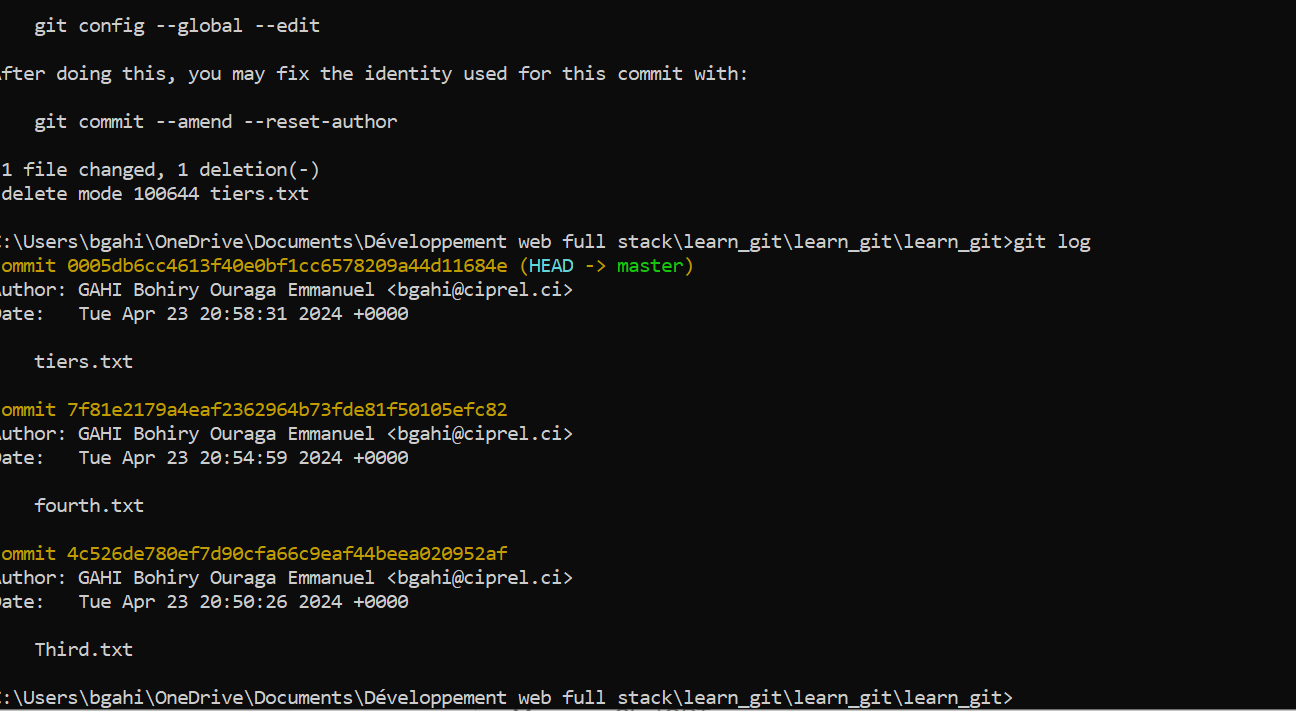 git config --global --edit
fter doing this, you may fix the identity used for this commit with:
git commit --amend --reset-author
1 file changed, 1 deletion(-)
delete mode 100644 tiers.txt
:\Users\bgahi\OneDrive\Documents\Développement web full stack\learn_git\learn_git\learn_git>git log
ommit 0005db6cc4613f40e0bf1cc6578209a44d11684e (HEAD -> master)
uthor: GAHI Bohiry Ouraga Emmanuel <bgahi@ciprel.ci>
ate:   Tue Apr 23 20:58:31 2024 +0000
tiers.txt
ommit 7f81e2179a4eaf2362964b73fde81f50105efc82
uthor: GAHI Bohiry Ouraga Emmanuel <bgahi@ciprel.ci>
ate:   Tue Apr 23 20:54:59 2024 +0000
fourth.txt
ommit 4c526de780ef7d90cfa66c9eaf44beea020952af
uthor: GAHI Bohiry Ouraga Emmanuel <bgahi@ciprel.ci>
ate:   Tue Apr 23 20:50:26 2024 +0000
Third.txt
:\Users\bgahi\OneDrive\Documents\Développement web full stack\learn_git\learn_git\learn_git>